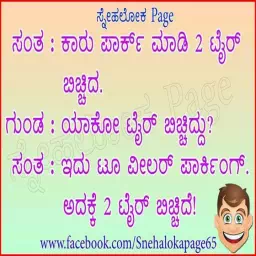 ಸ್ನೇಹಲೋಕ Page
ಸಂತ : ಕಾರು ಪಾರ್ಕ್ ಮಾಡಿ 2 ಟೈರ್
ಬಿಚ್ಚಿದ.
ಗುಂಡ : ಯಾಕೋ ಟೈರ್ ಬಿಚ್ಚಿದ್ದು?
ಸಂತ : ಇದು ಟೂ ವೀಲರ್ ಪಾರ್ಕಿಂಗ್.
ಅದಕ್ಕೆ 2 ಟೈರ್ ಬಿಚ್ಚಿದೆ!
www.facebook.com/Snehalokapage65